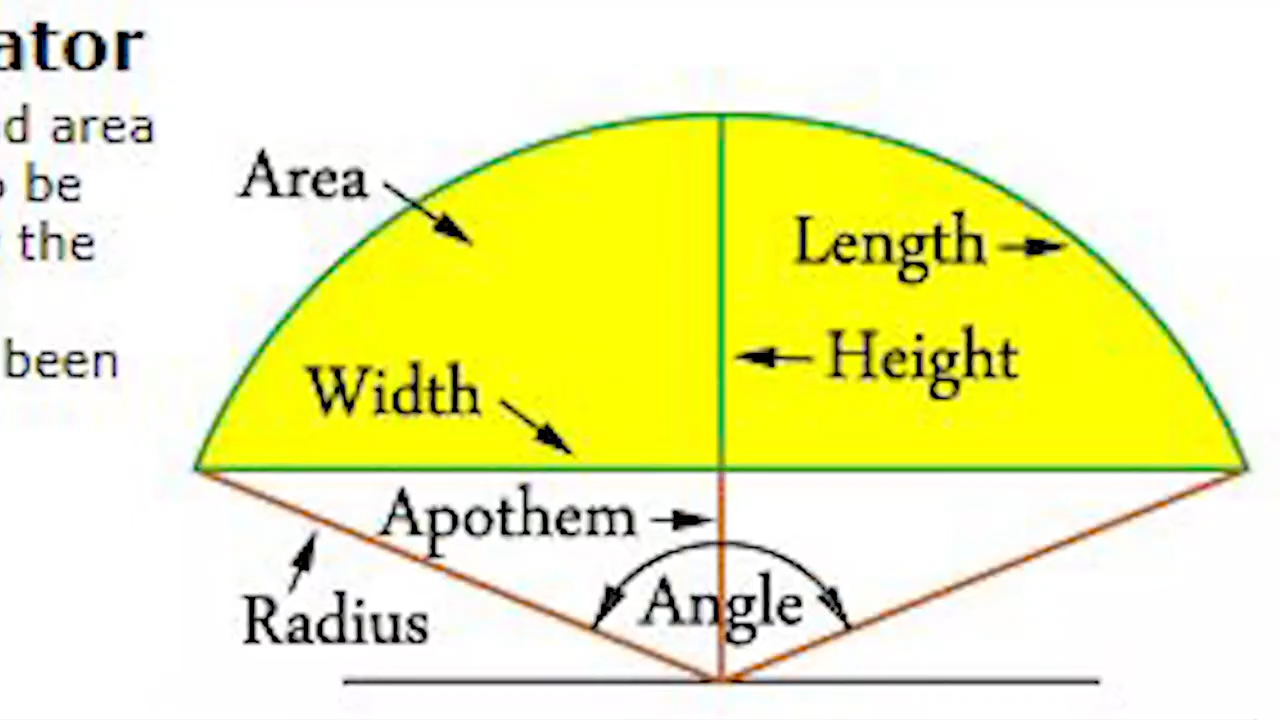 ator
d area
be
the
been
Area
Length
Height
Width
Apothem
Angle
Radius